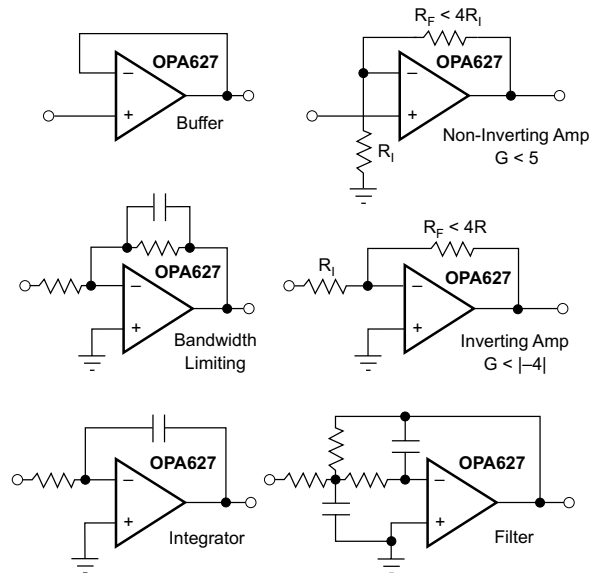 OPA627
−
+
Buffer
R_F < 4R_I
OPA627
−
+
R_I
Non-Inverting Amp
G < 5
OPA627
−
+
Bandwidth
Limiting
R_F < 4R
R_I
OPA627
−
+
Inverting Amp
G < |–4|
OPA627
−
+
Integrator
OPA627
−
+
Filter